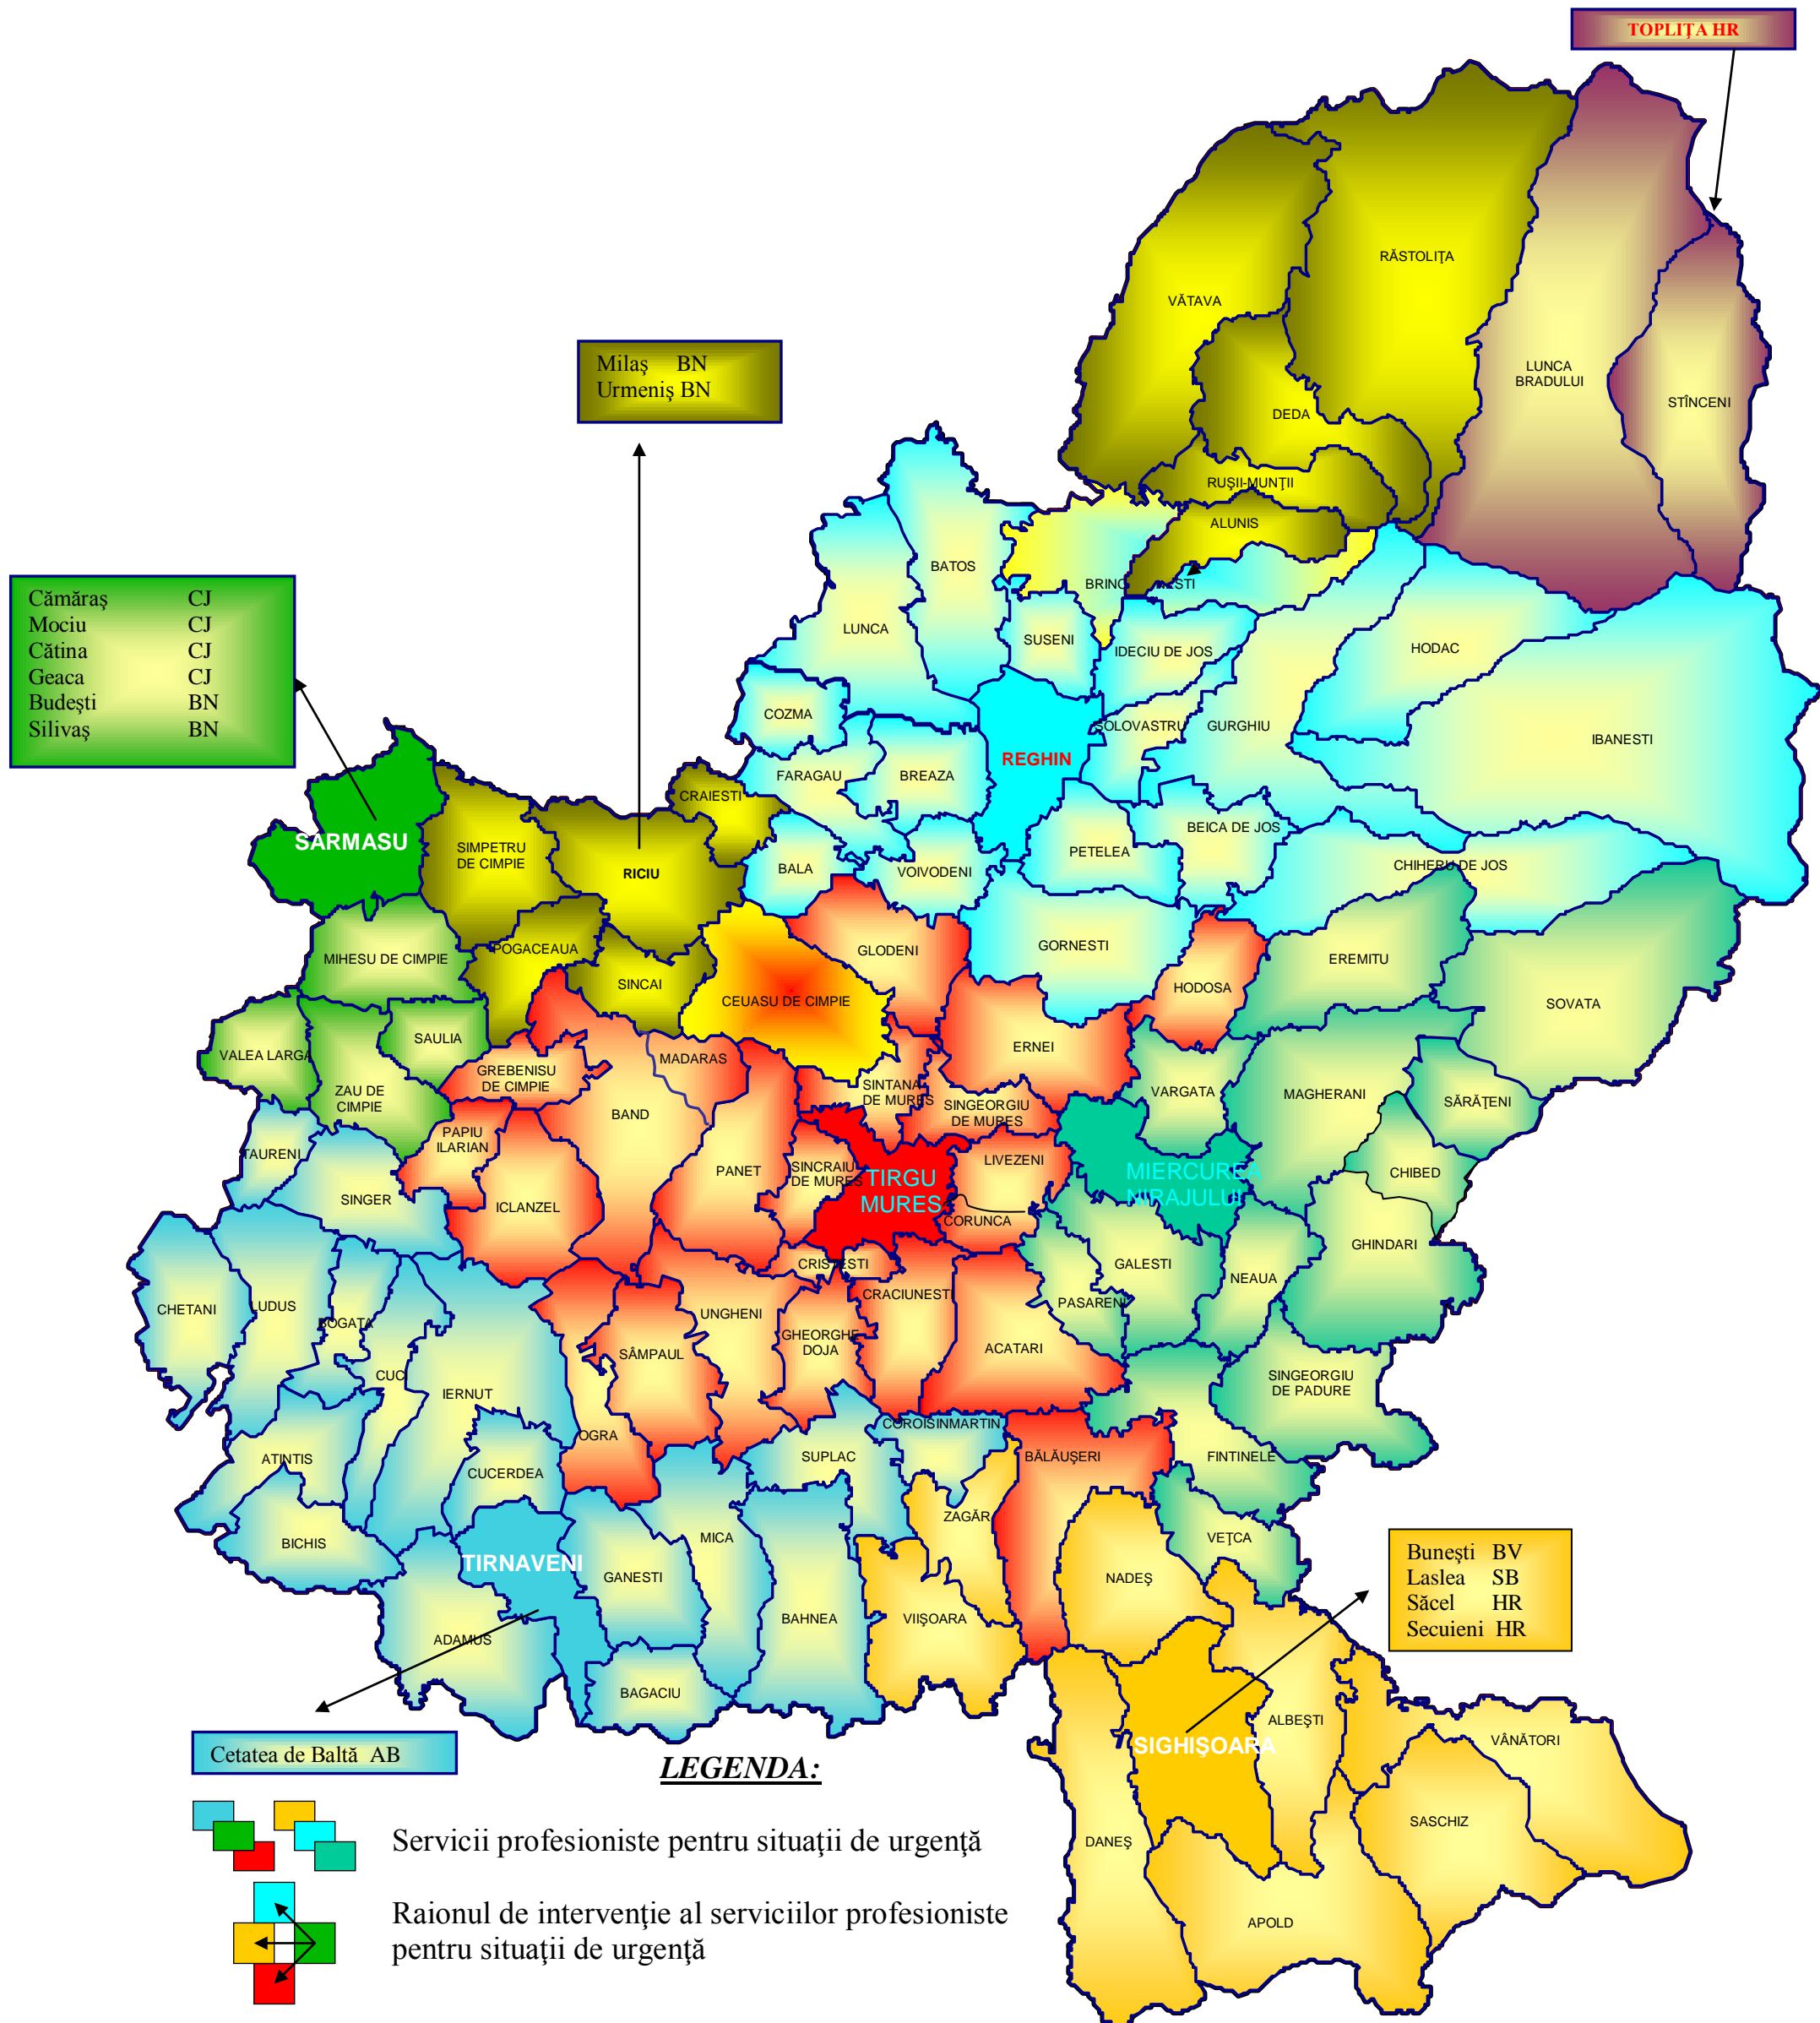 TOPLIŢA HR
RĂSTOLIŢA
VĂTAVA
Milaş BN
Urmeniş BN
LUNCA
BRADULUI
STÎNCENI
DEDA
RUŞII-MUNŢII
ALUNIS
BATOS
BRINC ESTI
Cămăraş CJ
Mociu CJ
Cătina CJ
Geaca CJ
Budeşti BN
Silivaş BN
LUNCA
SUSENI
IDECIU DE JOS
HODAC
COZMA
SOLOVASTRU
GURGHIU
IBANESTI
REGHIN
FARAGAU
BREAZA
CRAIESTI
SARMASU
SIMPETRU
DE CIMPIE
RICIU
BALA
VOIVODENI
PETELEA
BEICA DE JOS
CHIHERU DE JOS
MIHESU DE CIMPIE
POGACEAUA
SINCAI
CEUASU DE CIMPIE
GLODENI
GORNESTI
HODOSA
EREMITU
SOVATA
VALEA LARGA
SAULIA
ZAU DE
CIMPIE
GREBENISU
DE CIMPIE
MADARAS
BAND
SINTANA
DE MURES
ERNEI
SINGEORGIU
DE MURES
VARGATA
MAGHERANI
SĂRĂŢENI
TAURENI
PAPIU
ILARIAN
SINGER
ICLANZEL
PANET
SINCRAIU
DE MURES
TIRGU
MURES
LIVEZENI
CORUNCA
MIERCUREA
NIRAJULUI
CHIBED
GHINDARI
CHETANI
LUDUS
BOGATA
CUCI
IERNUT
CRISTESTI
UNGHENI
CRACIUNESTI
GHEORGHE
DOJA
SÂMPAUL
ACATARI
PASARENI
GALESTI
NEAUA
SINGEORGIU
DE PADURE
OGRA
ATINTIS
CUCERDEA
SUPLAC
COROISINMARTIN
BĂLĂUŞERI
FINTINELE
BICHIS
TIRNAVENI
GANESTI
MICA
ZAGĂR
VEŢCA
NADEŞ
Buneşti BV
Laslea SB
Săcel HR
Secuieni HR
ADAMUS
BAHNEA
VIIŞOARA
BAGACIU
ALBEŞTI
SIGHIŞOARA
VÂNĂTORI
Cetatea de Baltă AB
DANEŞ
SASCHIZ
APOLD
LEGENDA:
Servicii profesioniste pentru situaţii de urgenţă
Raionul de intervenţie al serviciilor profesioniste
pentru situaţii de urgenţă